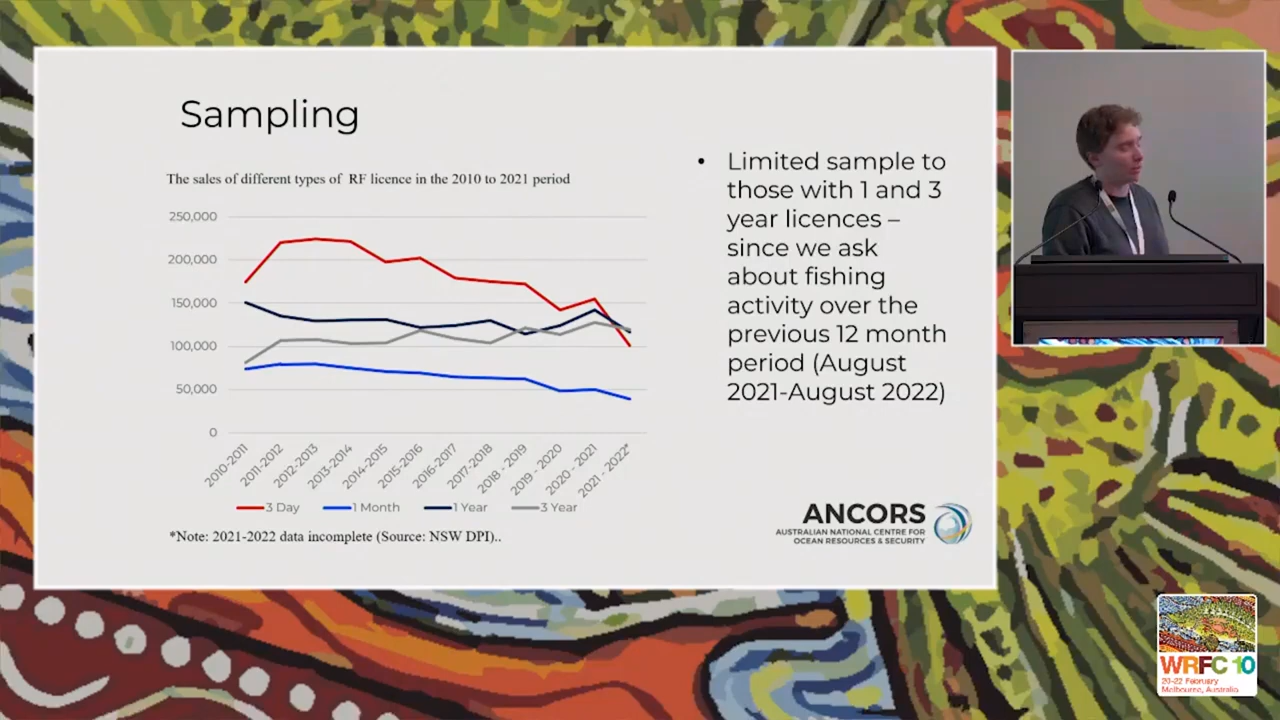 Sampling
The sales of different types of RF licence in the 2010 to 2021 period
250,000
200,000
150,000
100,000
50,000
0
2010-2011
2011-2012
2012-2013
2013-2014
2014-2015
2015-2016
2016-2017
2017-2018
2018 - 2019
2019 - 2020
2020 - 2021
2021 - 2022*
3 Day
1 Month
1 Year
3 Year
*Note: 2021-2022 data incomplete (Source: NSW DPI)..
• Limited sample to
those with 1 and 3
year licences –
since we ask
about fishing
activity over the
previous 12 month
period (August
2021-August 2022)
ANCORS
AUSTRALIAN NATIONAL CENTRE FOR
OCEAN RESOURCES & SECURITY
WRFC 10
20-22 February
Melbourne, Australia